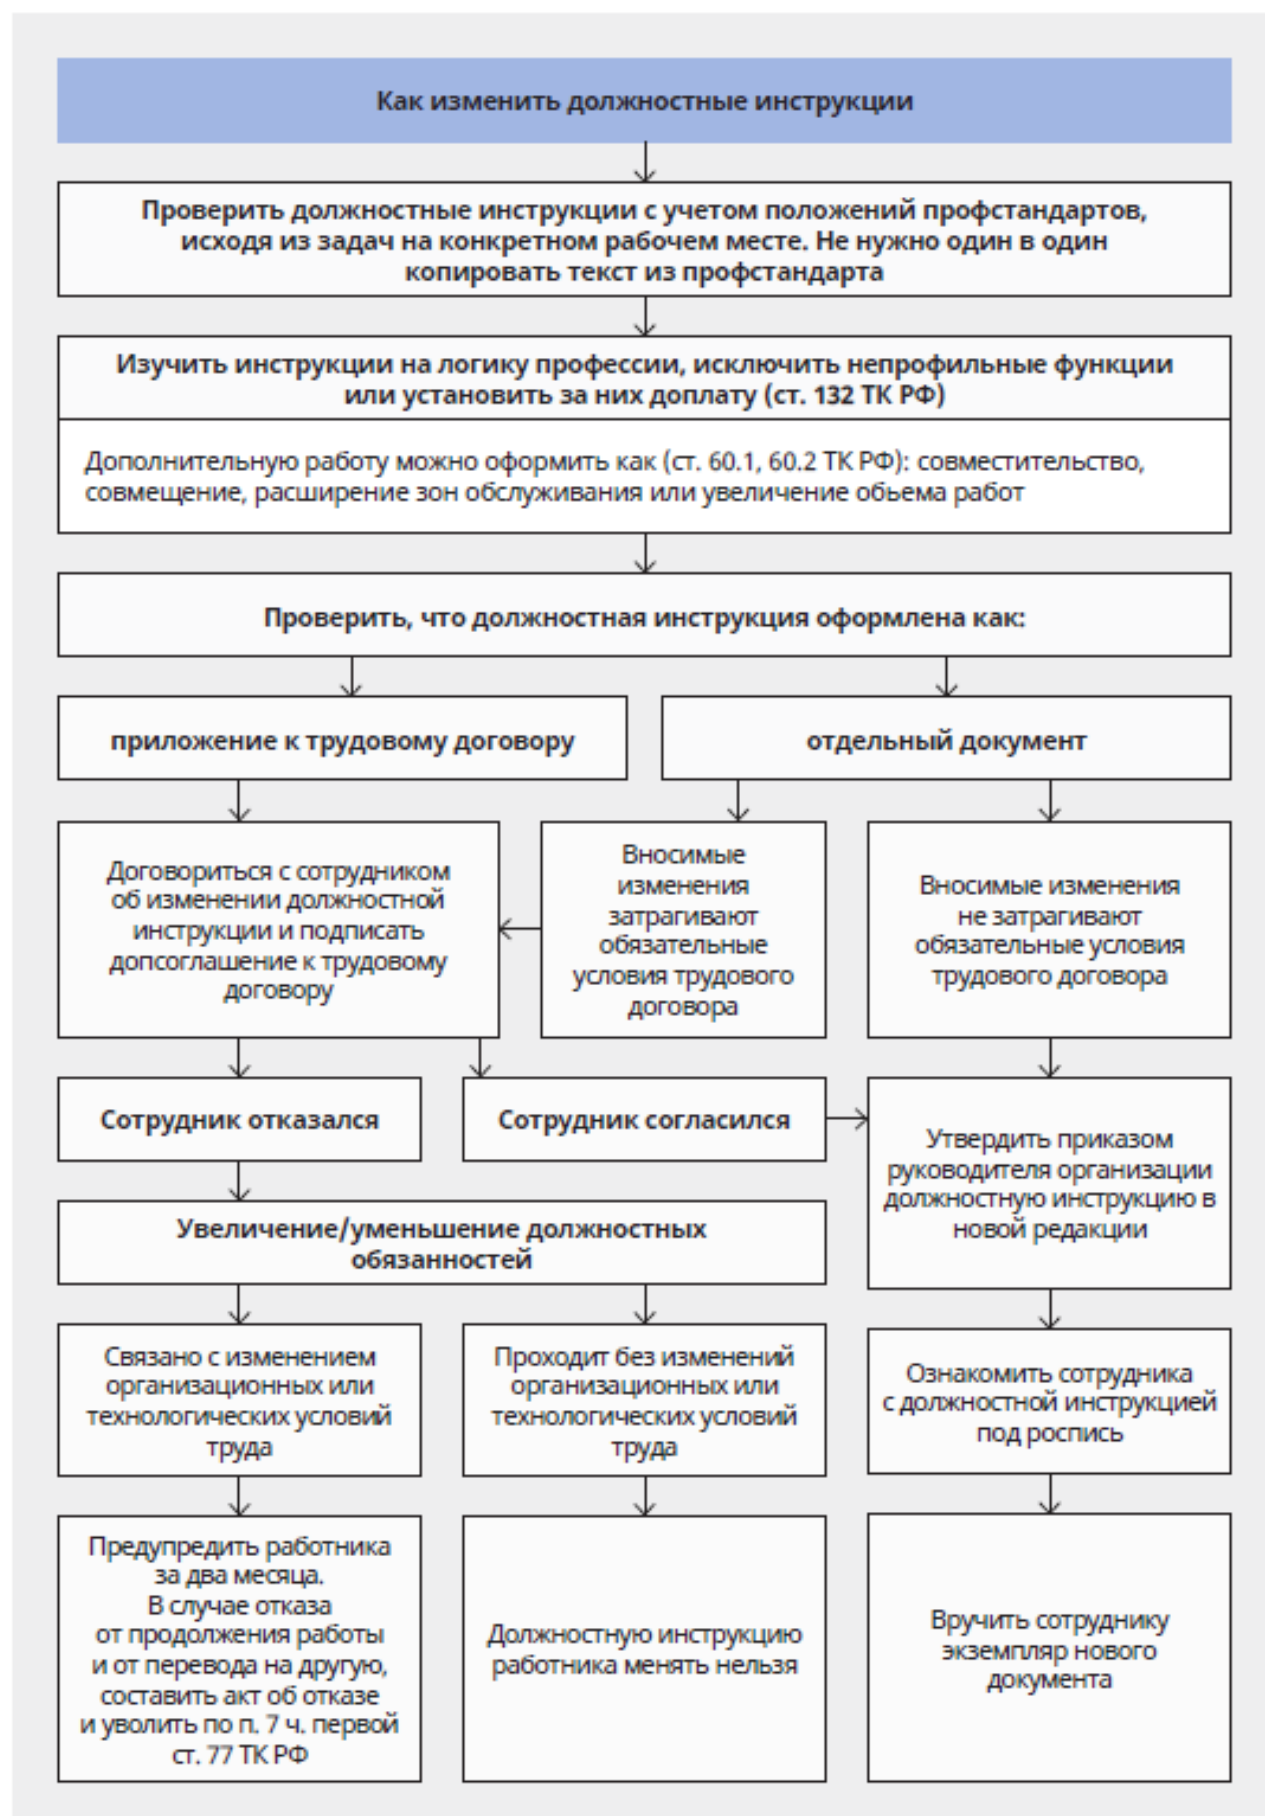 Как изменить должностные инструкции
Проверить должностные инструкции с учетом положений профстандартов,
исходя из задач на конкретном рабочем месте. Не нужно один в один
копировать текст из профстандарта
Изучить инструкции на логику профессии, исключить непрофильные функции
или установить за них доплату (ст. 132 ТК РФ)
Дополнительную работу можно оформить как (ст. 60.1, 60.2 ТК РФ): совместительство,
совмещение, расширение зон обслуживания или увеличение обьема работ
Проверить, что должностная инструкция оформлена как:
приложение к трудовому договору
отдельный документ
Договориться с сотрудником
об изменении должностной
инструкции и подписать
допсоглашение к трудовому
договору
Вносимые
изменения
затрагивают
обязательные
условия трудового
договора
Вносимые изменения
не затрагивают
обязательные условия
трудового договора
Сотрудник отказался
Сотрудник согласился
Утвердить приказом
руководителя организации
должностную инструкцию в
новой редакции
Увеличение/уменьшение должностных
обязанностей
Связано с изменением
организационных или
технологических условий
труда
Проходит без изменений
организационных или
технологических условий
труда
Ознакомить сотрудника
с должностной инструкцией
под роспись
Предупредить работника
за два месяца.
В случае отказа
от продолжения работы
и от перевода на другую,
составить акт об отказе
и уволить по п. 7 ч. первой
ст. 77 ТК РФ
Должностную инструкцию
работника менять нельзя
Вручить сотруднику
экземпляр нового
документа